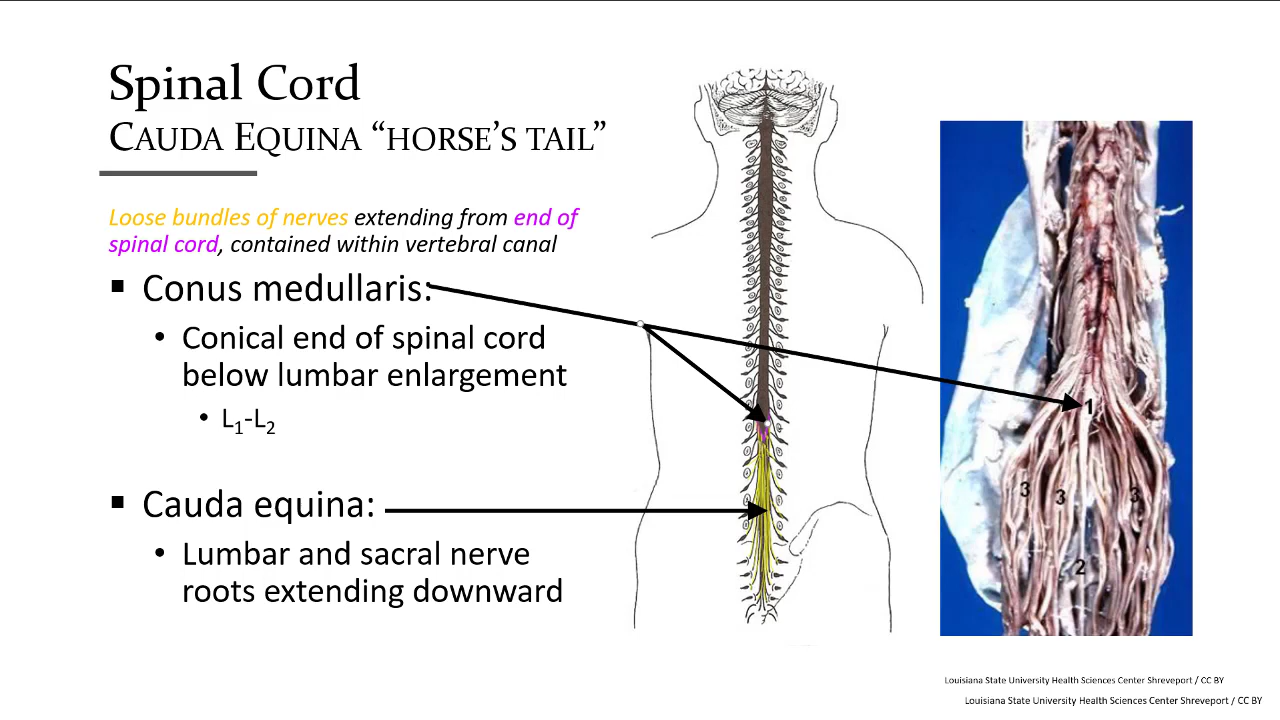 Spinal Cord
CAUDA EQUINA “HORSE’S TAIL”
Loose bundles of nerves extending from end of
spinal cord, contained within vertebral canal
▪ Conus medullaris:
• Conical end of spinal cord
below lumbar enlargement
• L₁-L₂
▪ Cauda equina:
• Lumbar and sacral nerve
roots extending downward
1
3 3 3
2
Louisiana State University Health Sciences Center Shreveport / CC BY
Louisiana State University Health Sciences Center Shreveport / CC BY